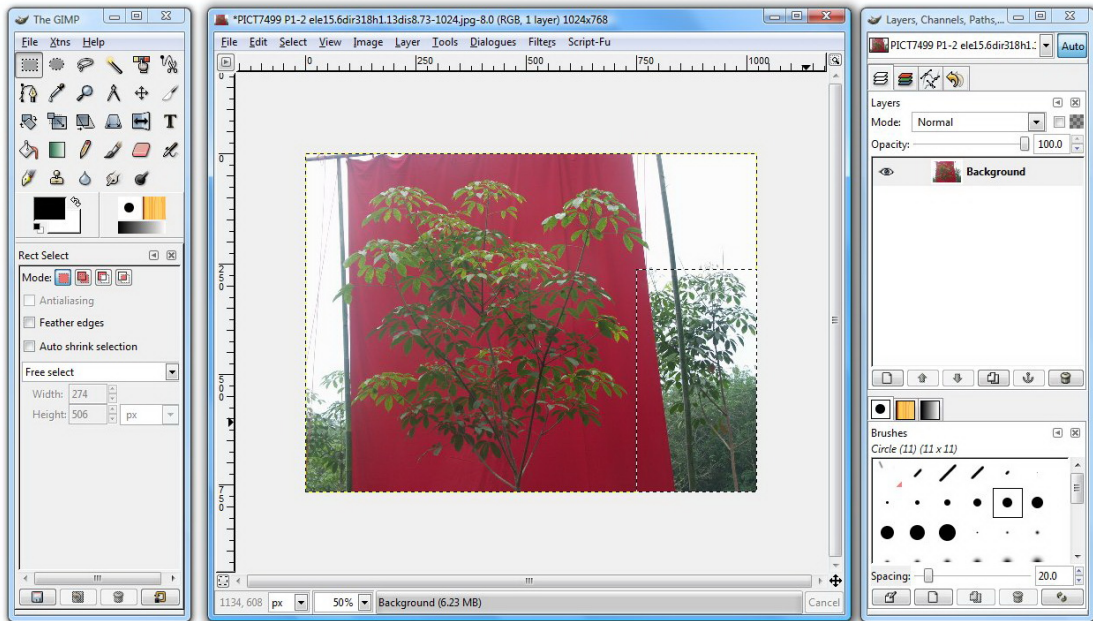 The GIMP
File Xtns Help
Rect Select
Mode:
Antialiasing
Feather edges
Auto shrink selection
Free select
Width: 274
Height: 506 px
*PICT7499 P1-2 ele15.6dir318h1.13dis8.73-1024.jpg-8.0 (RGB, 1 layer) 1024x768
File Edit Select View Image Layer Tools Dialogues Filters Script-Fu
0 250 500 750 1000
0
250
500
750
1134, 608 px 50% Background (6.23 MB) Cancel
Layers, Channels, Paths,...
PICT7499 P1-2 ele15.6dir318h1.: Auto
Layers
Mode: Normal
Opacity: 100.0
Background
Brushes
Circle (11) (11 x 11)
Spacing: 20.0